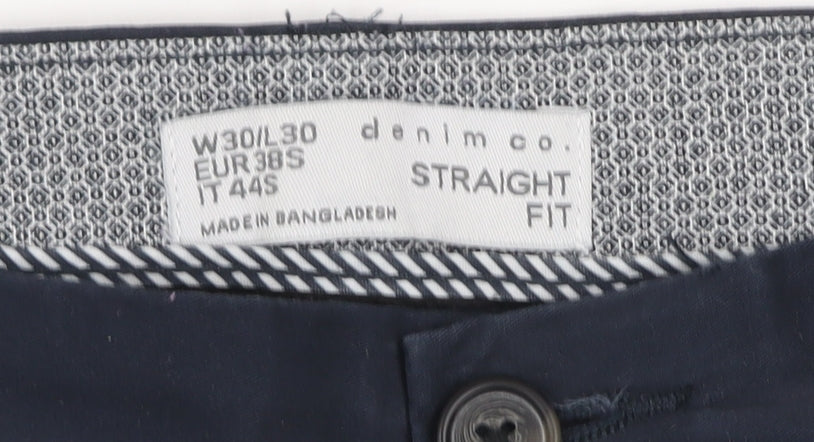 W30/L30
EUR 38S
IT 44S
MADE IN BANGLADESH
denim co.
STRAIGHT
FIT